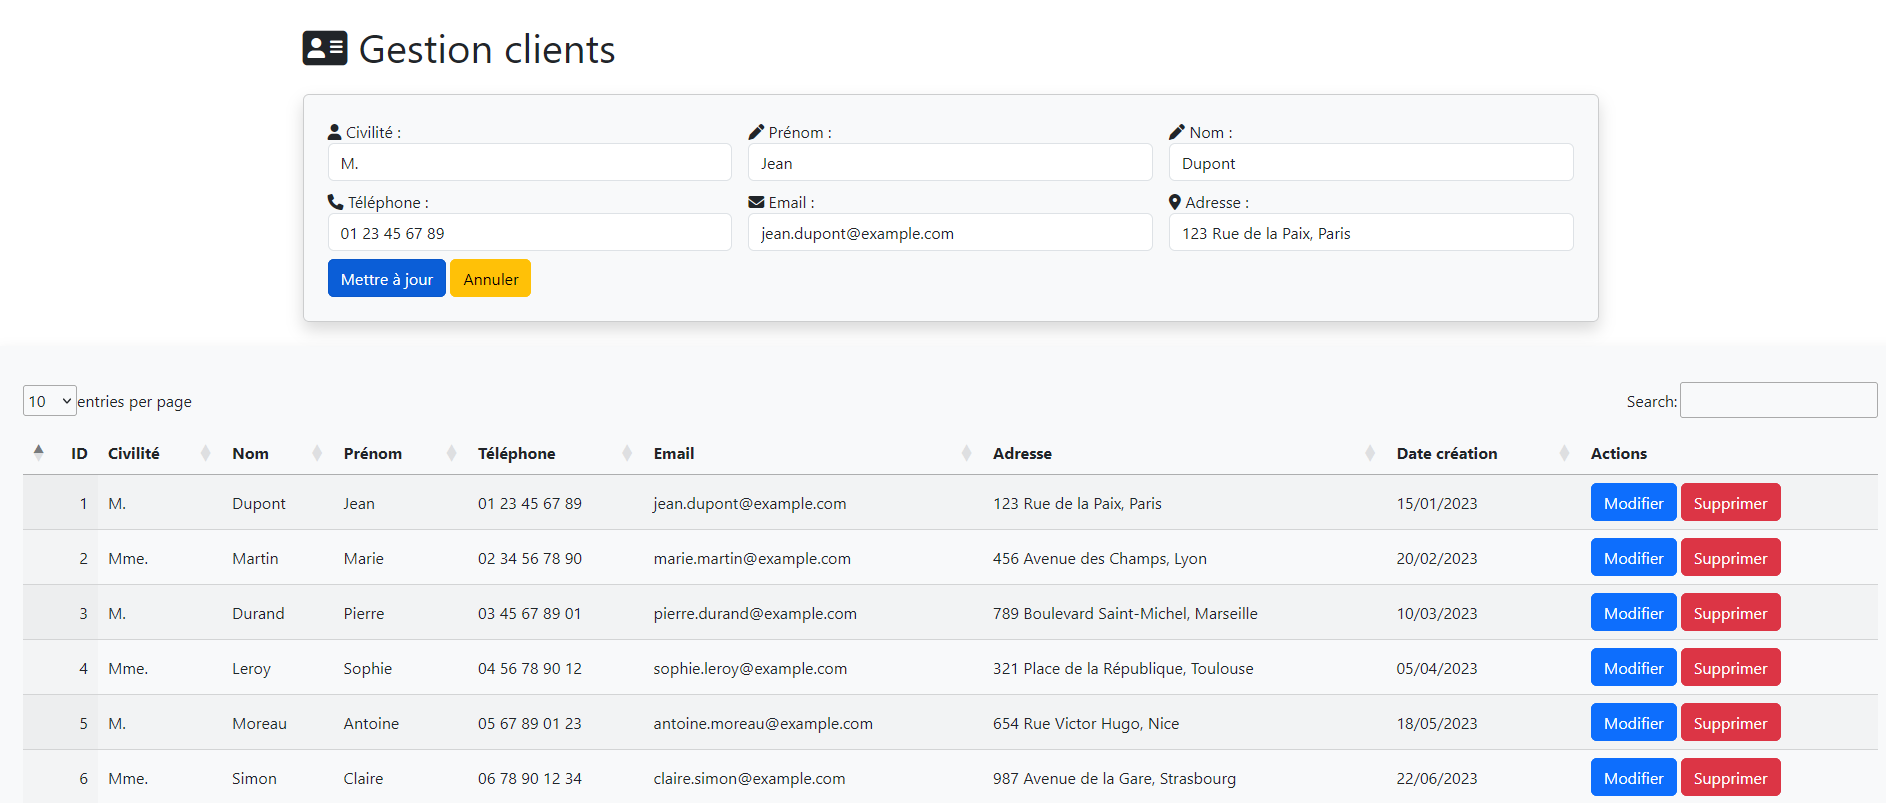 Gestion clients
Civilité : Prénom : Nom :
M. Jean Dupont
Téléphone : Email : Adresse :
01 23 45 67 89 jean.dupont@example.com 123 Rue de la Paix, Paris
Mettre à jour Annuler
10 entries per page Search:
ID Civilité Nom Prénom Téléphone Email Adresse Date création Actions
1 M. Dupont Jean 01 23 45 67 89 jean.dupont@example.com 123 Rue de la Paix, Paris 15/01/2023 Modifier Supprimer
2 Mme. Martin Marie 02 34 56 78 90 marie.martin@example.com 456 Avenue des Champs, Lyon 20/02/2023 Modifier Supprimer
3 M. Durand Pierre 03 45 67 89 01 pierre.durand@example.com 789 Boulevard Saint-Michel, Marseille 10/03/2023 Modifier Supprimer
4 Mme. Leroy Sophie 04 56 78 90 12 sophie.leroy@example.com 321 Place de la République, Toulouse 05/04/2023 Modifier Supprimer
5 M. Moreau Antoine 05 67 89 01 23 antoine.moreau@example.com 654 Rue Victor Hugo, Nice 18/05/2023 Modifier Supprimer
6 Mme. Simon Claire 06 78 90 12 34 claire.simon@example.com 987 Avenue de la Gare, Strasbourg 22/06/2023 Modifier Supprimer